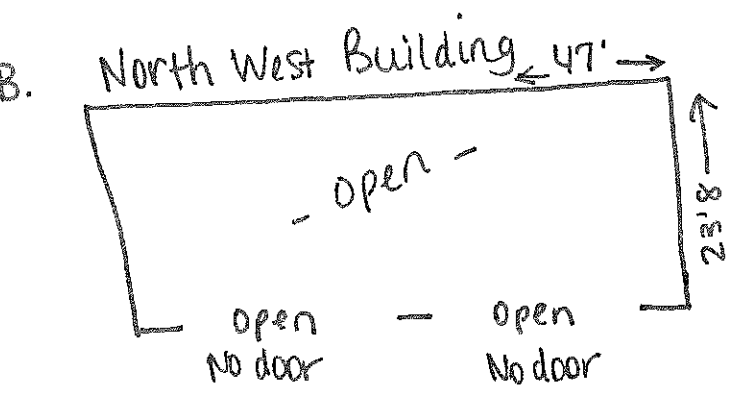 B. North West Building ← 47' →
- open -
← 23'8 →
open — open
No door No door